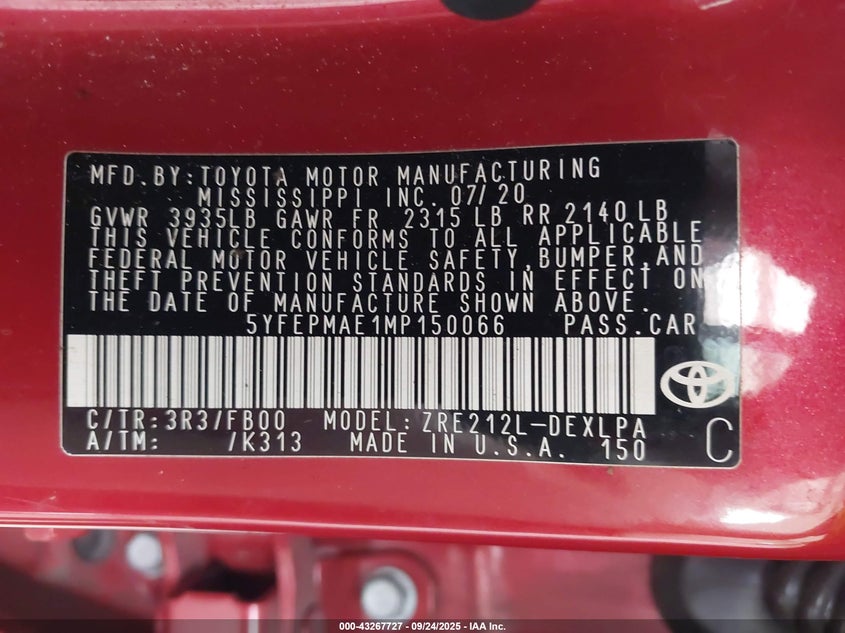 MFD.BY:TOYOTA MOTOR MANUFACTURING
MISSISSIPPI INC. 07/20
GVWR 3935LB GAWR FR 2315 LB RR 2140 LB
THIS VEHICLE CONFORMS TO ALL APPLICABLE
FEDERAL MOTOR VEHICLE SAFETY,BUMPER,AND
THEFT PREVENTION STANDARDS IN EFFECT ON
THE DATE OF MANUFACTURE SHOWN ABOVE.
5YFEPMAE1MP150066 PASS.CAR
C/TR:3R3/FB00 MODEL:ZRE212L-DEXLPA
A/TM: /K313 MADE IN U.S.A. 150 C
000-43267727 - 09/24/2025 - IAA Inc.